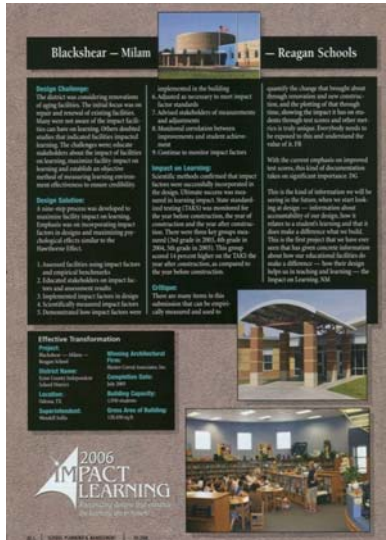 Blackshear — Milam — Reagan Schools
Design Challenge:
The district was considering renovations
of aging facilities. The initial focus was on
repair and renewal of existing facilities.
Many were not aware of the impact facili-
ties can have on learning. Others doubted
studies that indicated facilities impacted
learning. The challenges were: educate
stakeholders about the impact of facilities
on learning, maximize facility impact on
learning and establish an objective
method of measuring learning environ-
ment effectiveness to ensure credibility.
Design Solution:
A nine-step process was developed to
maximize facility impact on learning.
Emphasis was on incorporating impact
factors in designs and maximizing psy-
chological effects similar to the
Hawthorne Effect.
1. Assessed facilities using impact factors
and empirical benchmarks
2. Educated stakeholders on impact fac-
tors and assessment results
3. Implemented impact factors in design
4. Scientifically measured impact factors
5. Demonstrated how impact factors were
implemented in the building
6. Adjusted as necessary to meet impact
factor standards
7. Advised stakeholders of measurements
and adjustments
8. Monitored correlation between
improvements and student achieve-
ment
9. Continue to monitor impact factors
Impact on Learning:
Scientific methods confirmed that impact
factors were successfully incorporated in
the design. Ultimate success was mea-
sured in learning impact. State standard-
ized testing (TAKS) was monitored for
the year before construction, the year of
construction and the year after construc-
tion. There were three key groups mea-
sured (3rd grade in 2003, 4th grade in
2004, 5th grade in 2005). This group
scored 14 percent higher on the TAKS the
year after construction, as compared to
the year before construction.
Critique:
There are many items to this
submission that can be empiri-
cally measured and used to
quantify the change that brought about
through renovation and new construc-
tion, and the plotting of that through
time, showing the impact it has on stu-
dents through test scores and other met-
rics is truly unique. Everybody needs to
be exposed to this and understand the
value of it.
With the current emphasis on improved
test scores, this kind of documentation
takes on significant importance.
This is the kind of information we will be
seeing in the future, when we start look-
ing at design — information about
accountability of our design, how it
relates to a student's learning and that it
does make a difference what we build.
This is the first project that we have ever
seen that has given concrete information
about how our educational facilities do
make a difference — how their design
helps us in teaching and learning — the
Impact on Learning.
Effective Transformation
Project:
Blackshear — Milam —
Reagan School
District Name:
Ector County Independent
School District
Location:
Odessa, TX
Superintendent:
Wendell Sollis
Winning Architectural
Firm:
Completion Date:
July 2005
Building Capacity:
Gross Area of Building:
2006
IMPACT
LEARNING